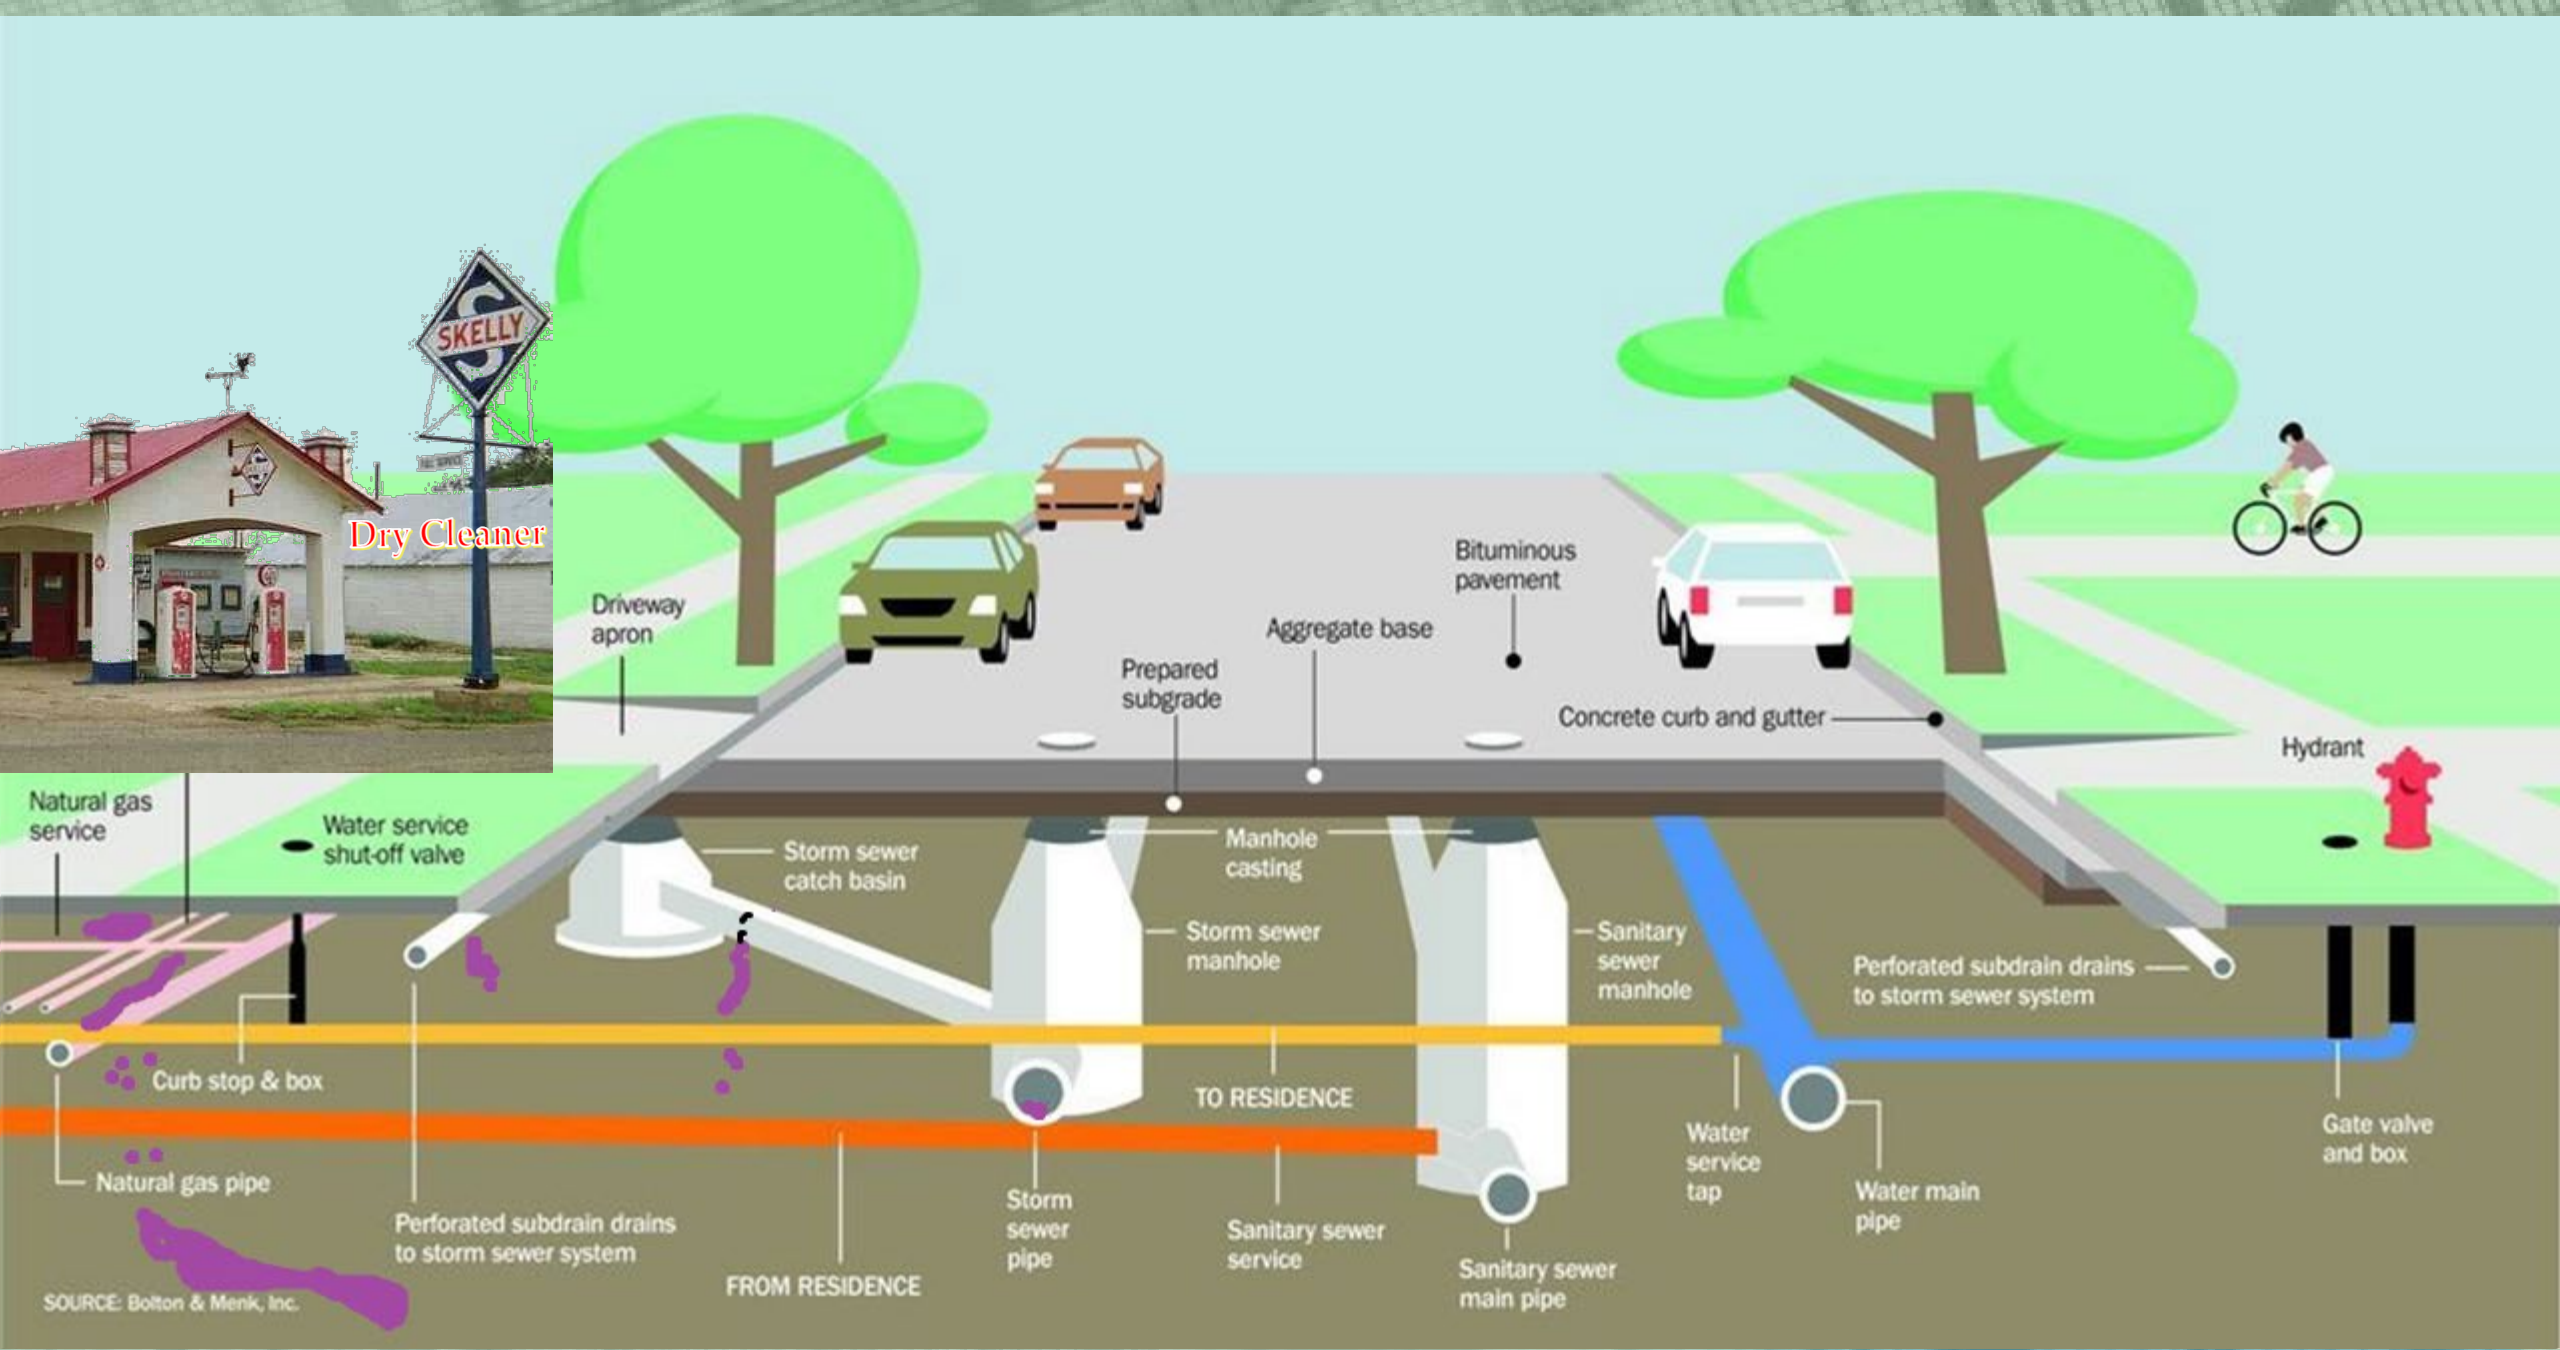 SKELLY
Dry Cleaner
Driveway
apron
Bituminous
pavement
Aggregate base
Prepared
subgrade
Concrete curb and gutter
Hydrant
Natural gas
service
Water service
shut-off valve
Storm sewer
catch basin
Manhole
casting
Storm sewer
manhole
Sanitary
sewer
manhole
Perforated subdrain drains
to storm sewer system
Curb stop & box
TO RESIDENCE
Water
service
tap
Gate valve
and box
Natural gas pipe
Water main
pipe
Perforated subdrain drains
to storm sewer system
Storm
sewer
pipe
Sanitary sewer
service
FROM RESIDENCE
Sanitary sewer
main pipe
SOURCE: Bolton & Menk, Inc.